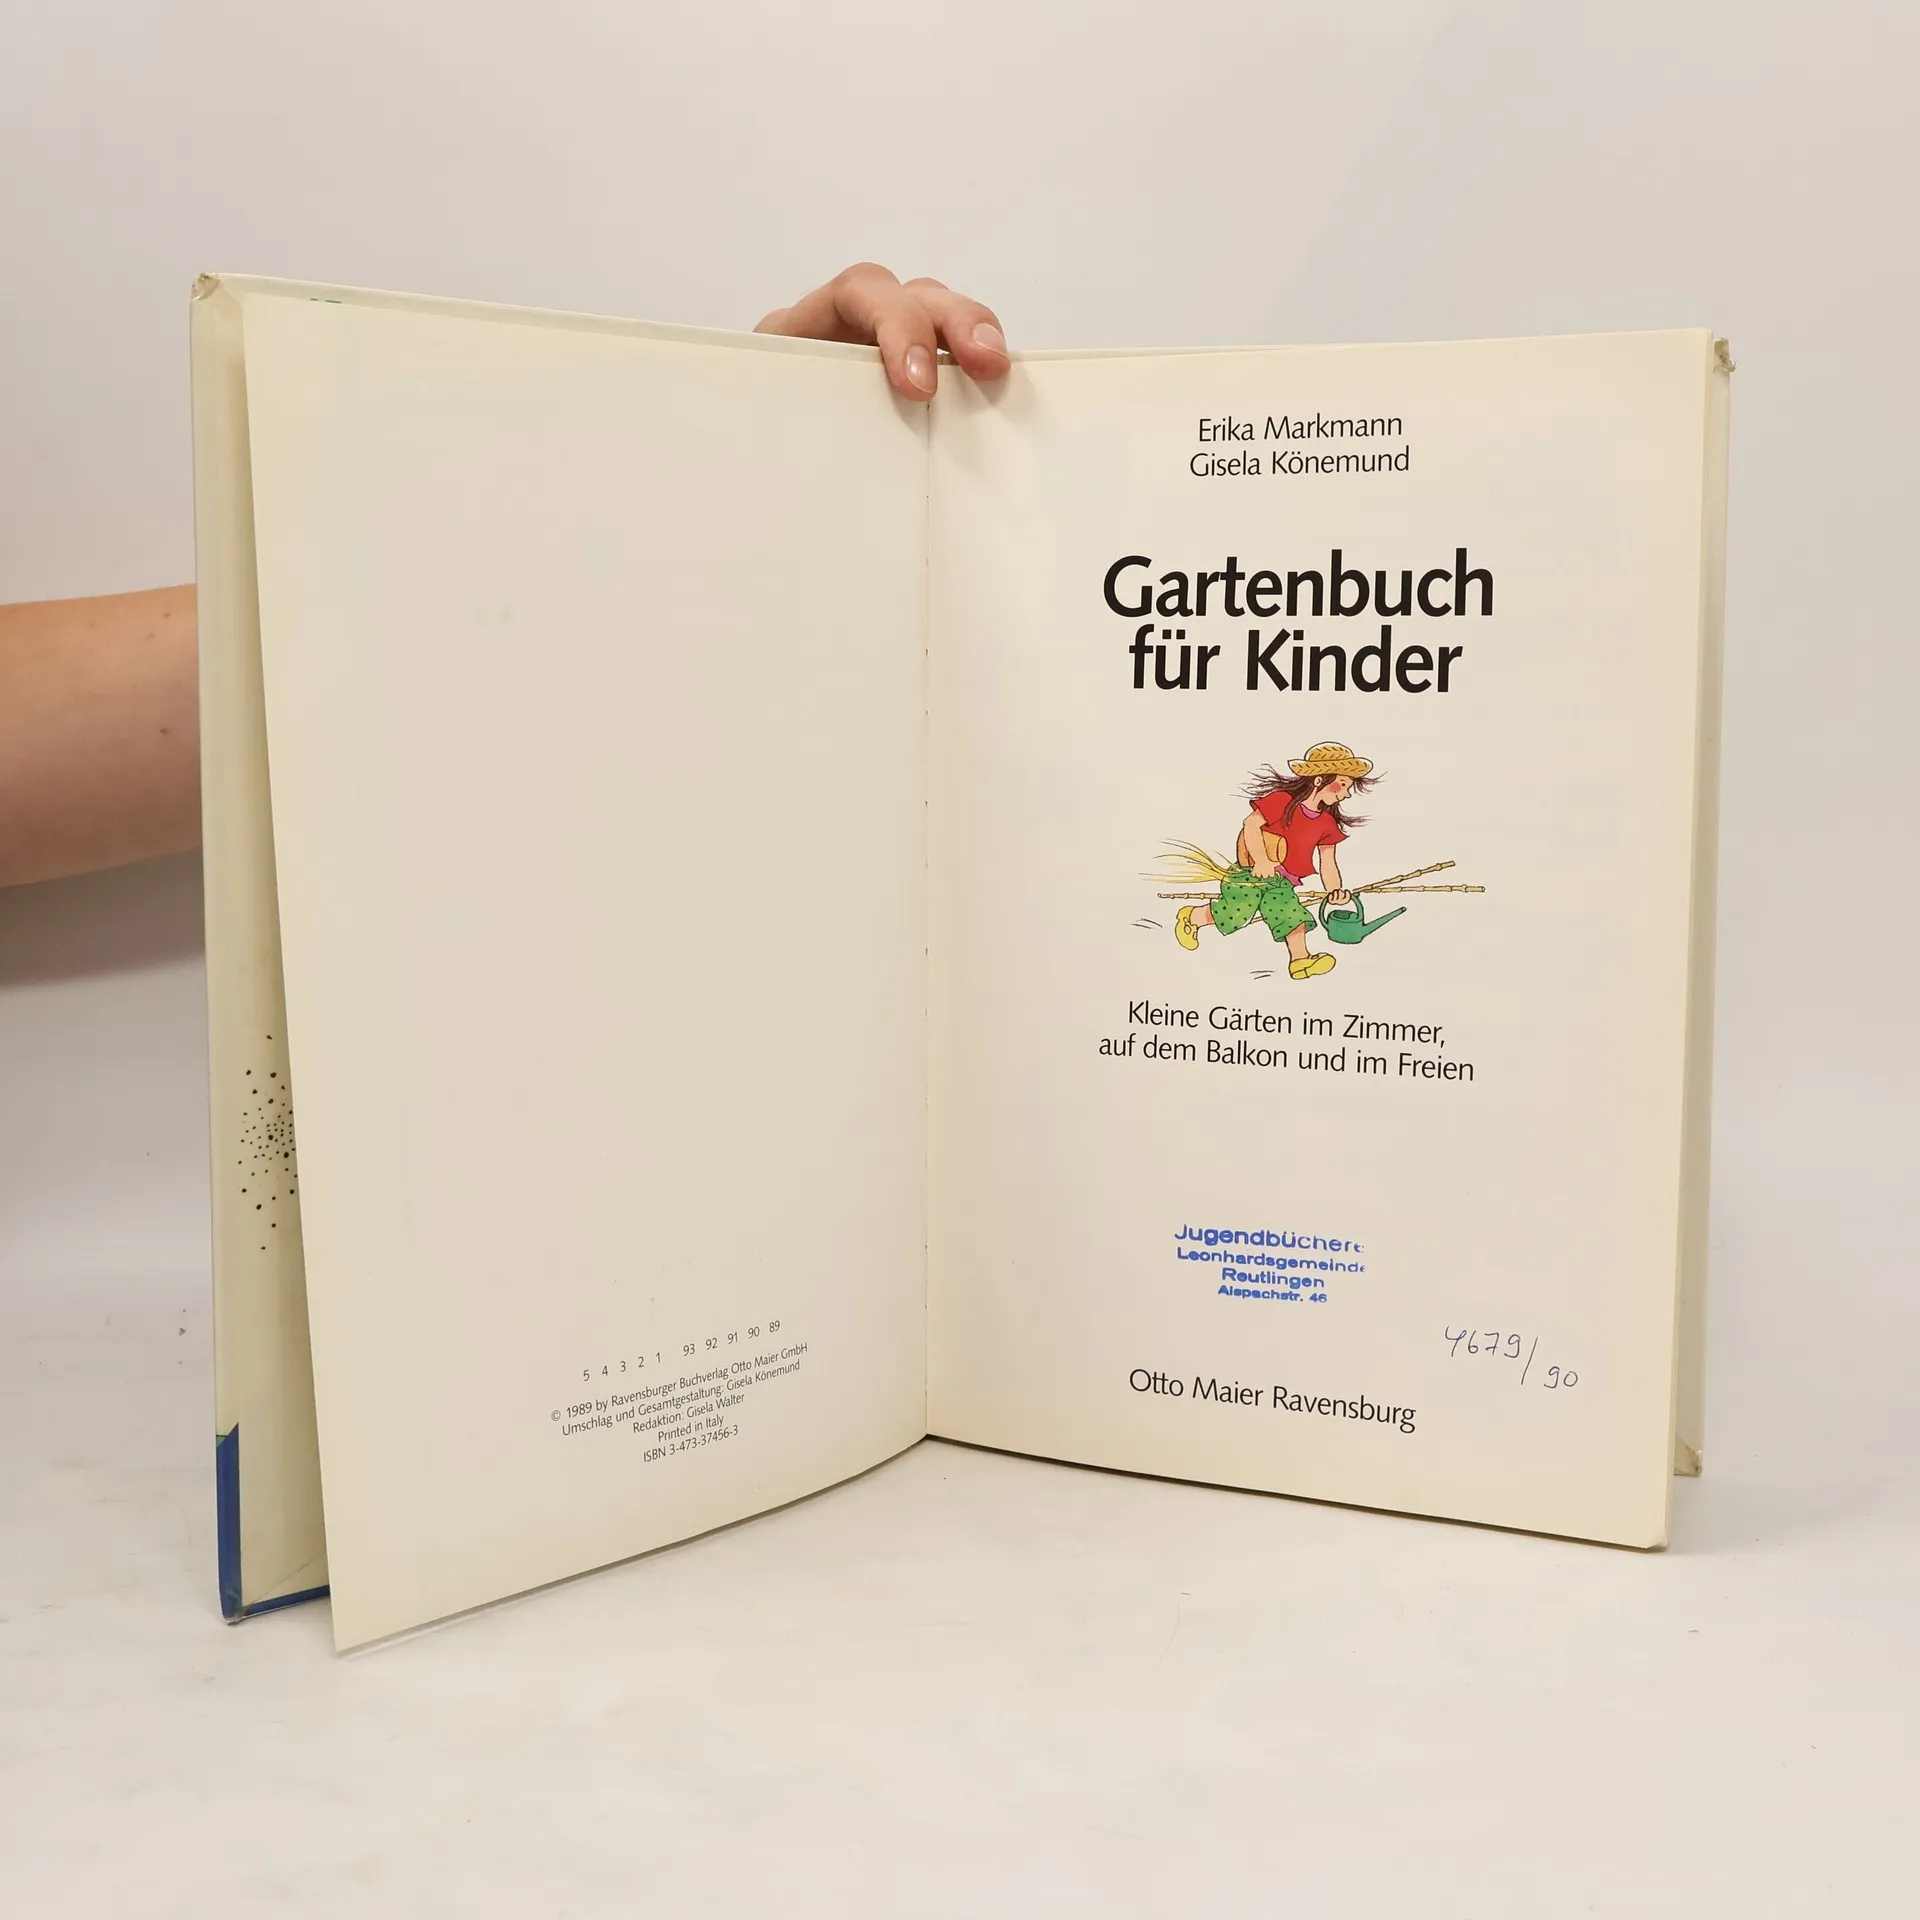 5 4 3 2 1 93 92 91 90 89
© 1989 by Ravensburger Buchverlag Otto Maier GmbH
Umschlag und Gesamtgestaltung: Gisela Könemund
Redaktion: Gisela Walter
Printed in Italy
ISBN 3-473-37456-3
Erika Markmann
Gisela Könemund
Gartenbuch
für Kinder
Kleine Gärten im Zimmer,
auf dem Balkon und im Freien
Jugendbüchere
Leonhardsgemeinde
Reutlingen
Alspachstr. 46
4679/90
Otto Maier Ravensburg